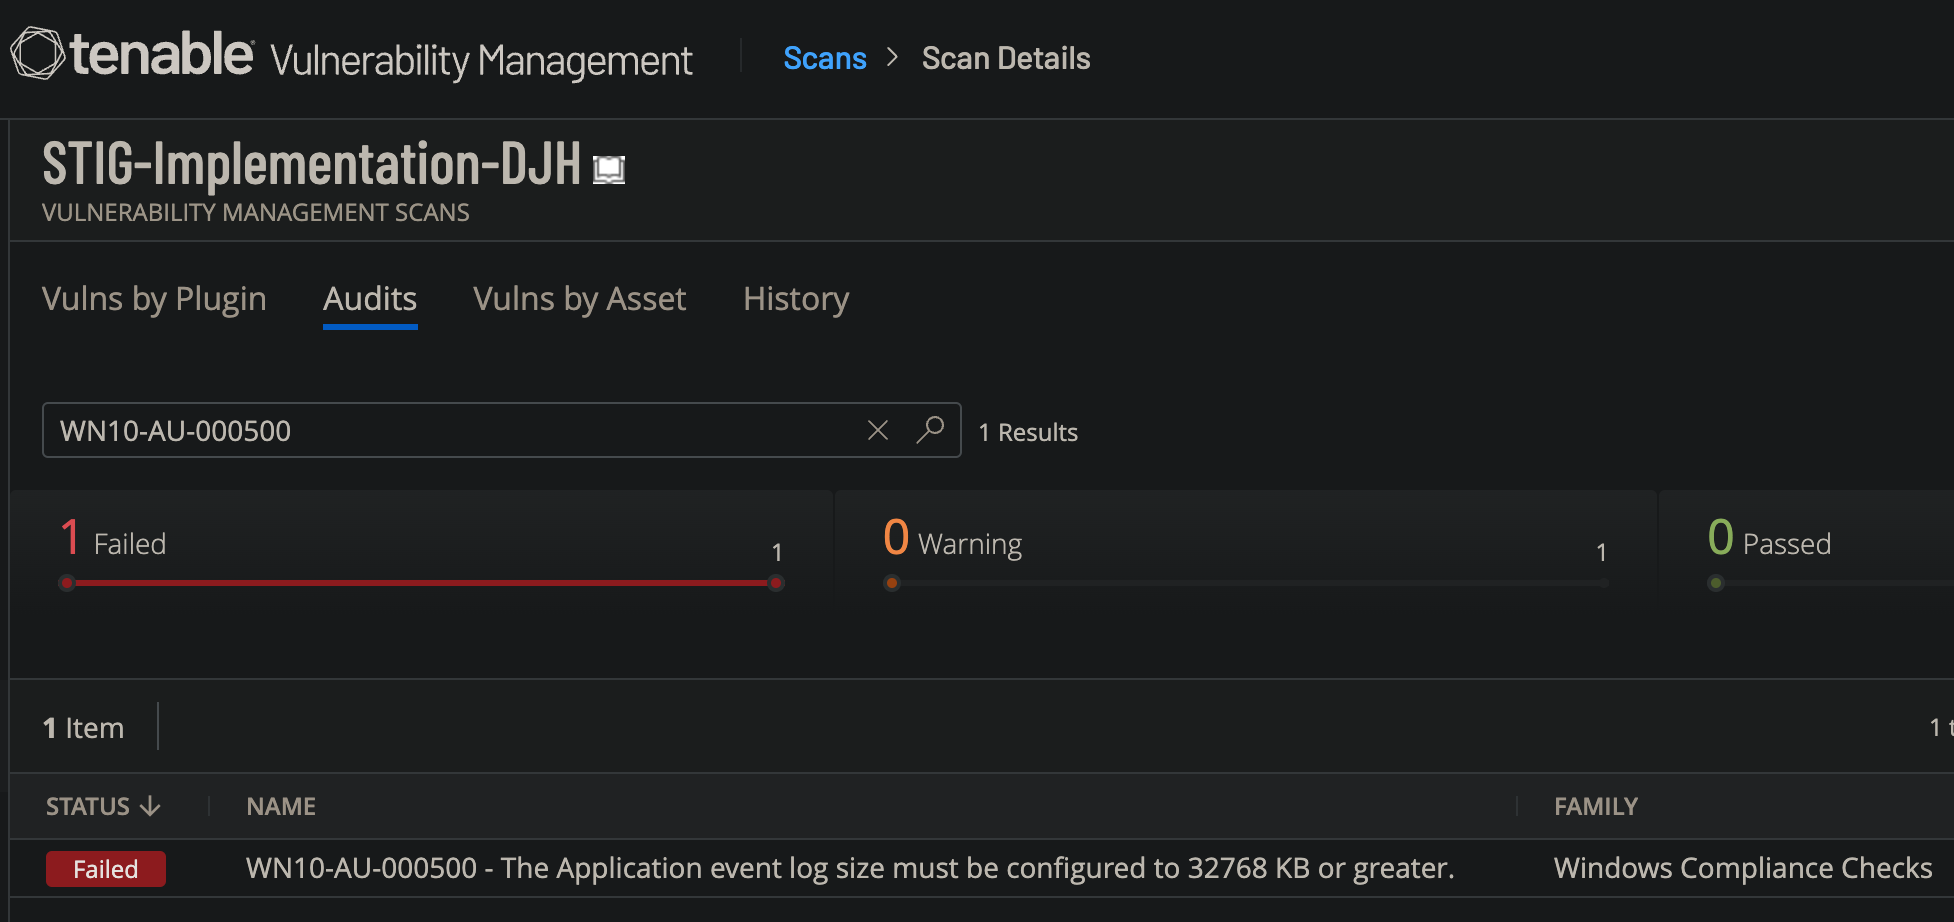 tenable Vulnerability Management Scans > Scan Details
STIG-Implementation-DJH
VULNERABILITY MANAGEMENT SCANS
Vulns by Plugin Audits Vulns by Asset History
WN10-AU-000500 1 Results
1 Failed 1 0 Warning 1 0 Passed
1 Item 1
STATUS NAME FAMILY
Failed WN10-AU-000500 - The Application event log size must be configured to 32768 KB or greater. Windows Compliance Checks